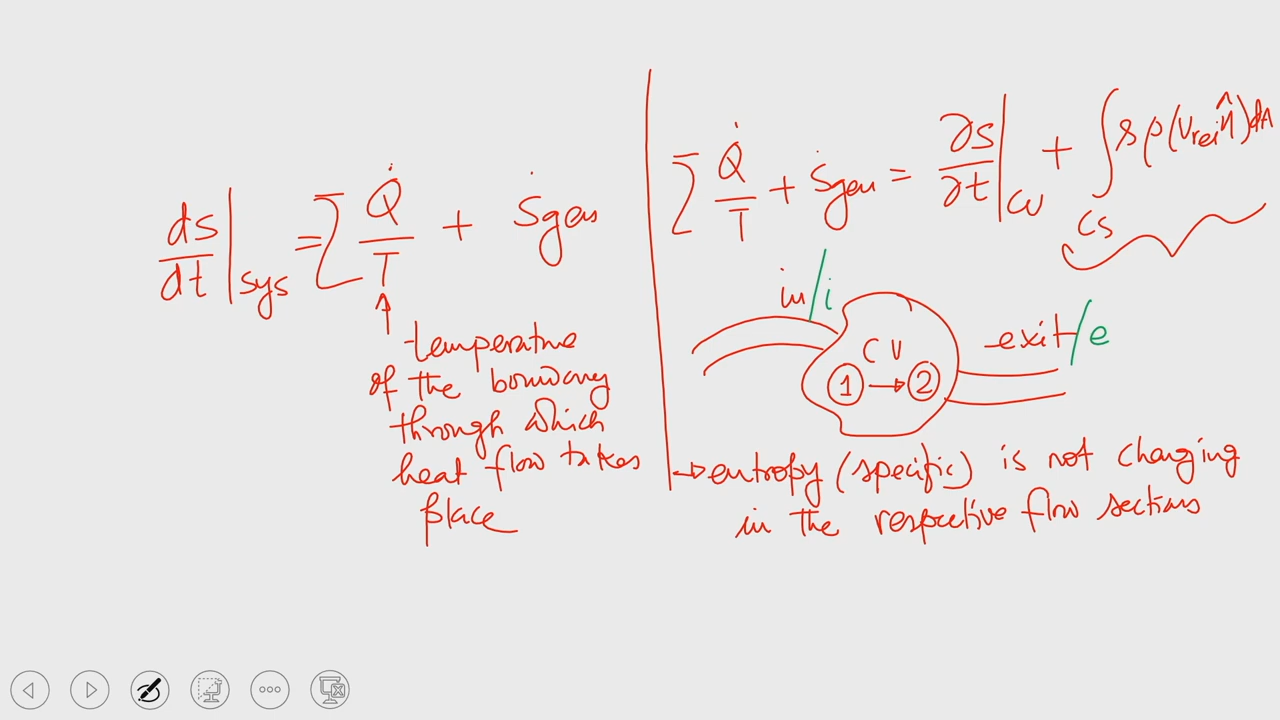 ds/dt|sys = Σ Q̇/T + Ṡgen
temperature
of the boundary
through which
heat flow takes
place
Σ Q̇/T + Ṡgen = ∂S/∂t|CV + ∫CS s ρ(Vrel n̂)dA
in/i
exit/e
CV
1 → 2
→ entropy (specific) is not changing
in the respective flow sections